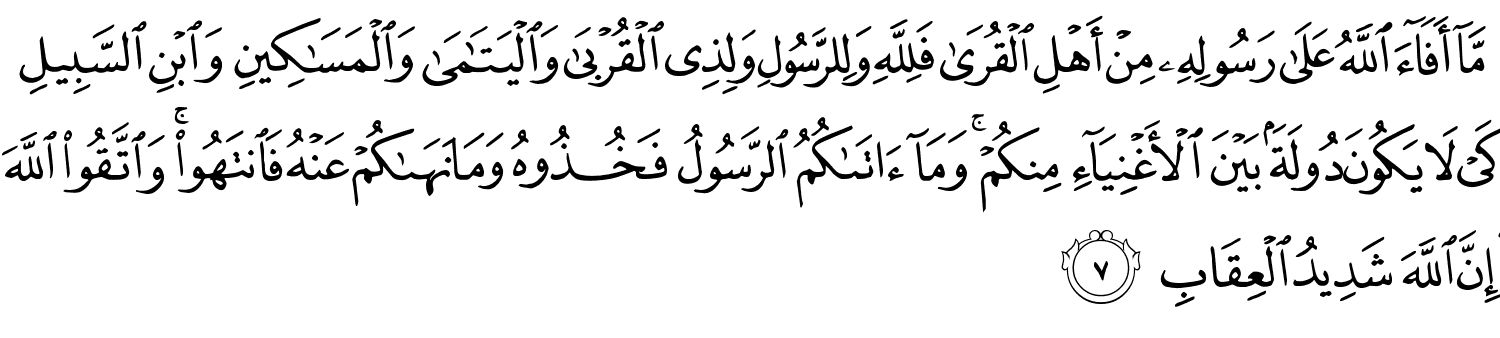 مَّآ أَفَآءَ ٱللَّهُ عَلَىٰ رَسُولِهِۦ مِنۡ أَهۡلِ ٱلۡقُرَىٰ فَلِلَّهِ وَلِلرَّسُولِ وَلِذِى ٱلۡقُرۡبَىٰ وَٱلۡيَتَـٰمَىٰ وَٱلۡمَسَـٰكِينِ وَٱبۡنِ ٱلسَّبِيلِ
كَىۡ لَا يَكُونَ دُولَةَۢ بَيۡنَ ٱلۡأَغۡنِيَآءِ مِنكُمۡۚ وَمَآ ءَاتَىٰكُمُ ٱلرَّسُولُ فَخُذُوهُ وَمَا نَهَىٰكُمۡ عَنۡهُ فَٱنتَهُواْۚ وَٱتَّقُواْ ٱللَّهَ
إِنَّ ٱللَّهَ شَدِيدُ ٱلۡعِقَابِ ٧